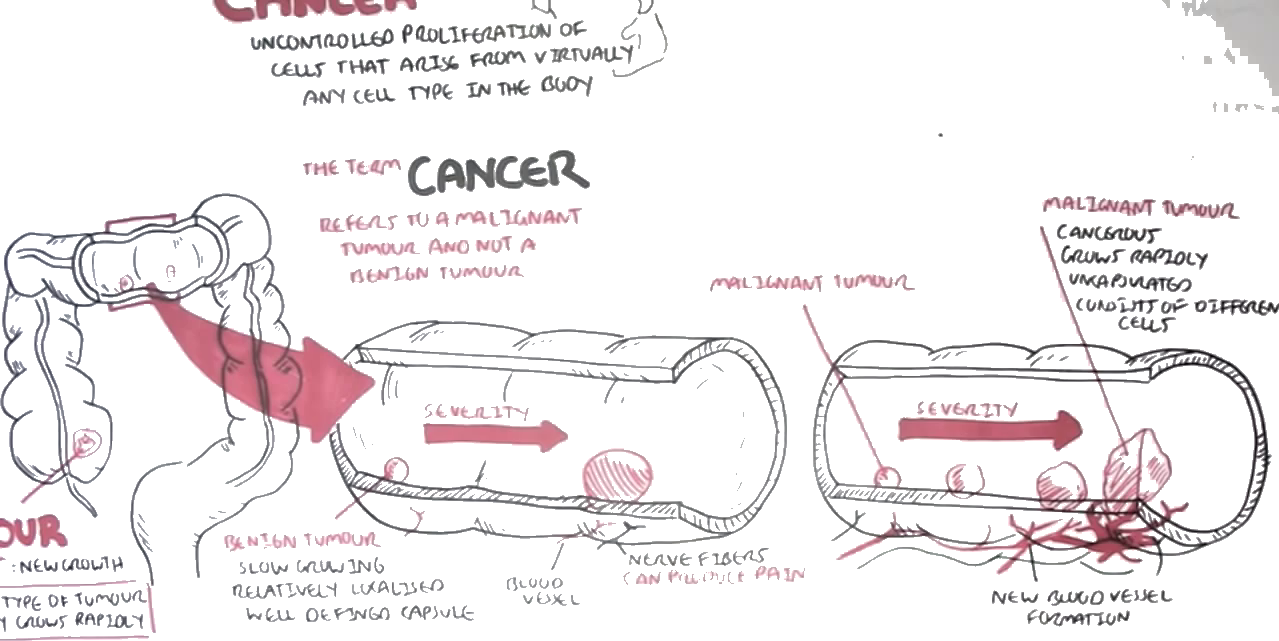 CANCER
UNCONTROLLED PROLIFERATION OF
CELLS THAT ARISE FROM VIRTUALLY
ANY CELL TYPE IN THE BODY
THE TERM CANCER
REFERS TO A MALIGNANT
TUMOUR AND NOT A
BENIGN TUMOUR
MALIGNANT TUMOUR
MALIGNANT TUMOUR
CANCEROUS
GROWS RAPIDLY
CONSISTS OF DIFFEREN
CELLS
SEVERITY
SEVERITY
OUR
: NEW GROWTH
TYPE OF TUMOUR
Y GROWS RAPIDLY
BENIGN TUMOUR
SLOW GROWING
RELATIVELY LOCALISED
WELL DEFINED CAPSULE
BLOOD
VESSEL
NERVE FIBERS
CAN PRODUCE PAIN
NEW BLOOD VESSEL
FORMATION